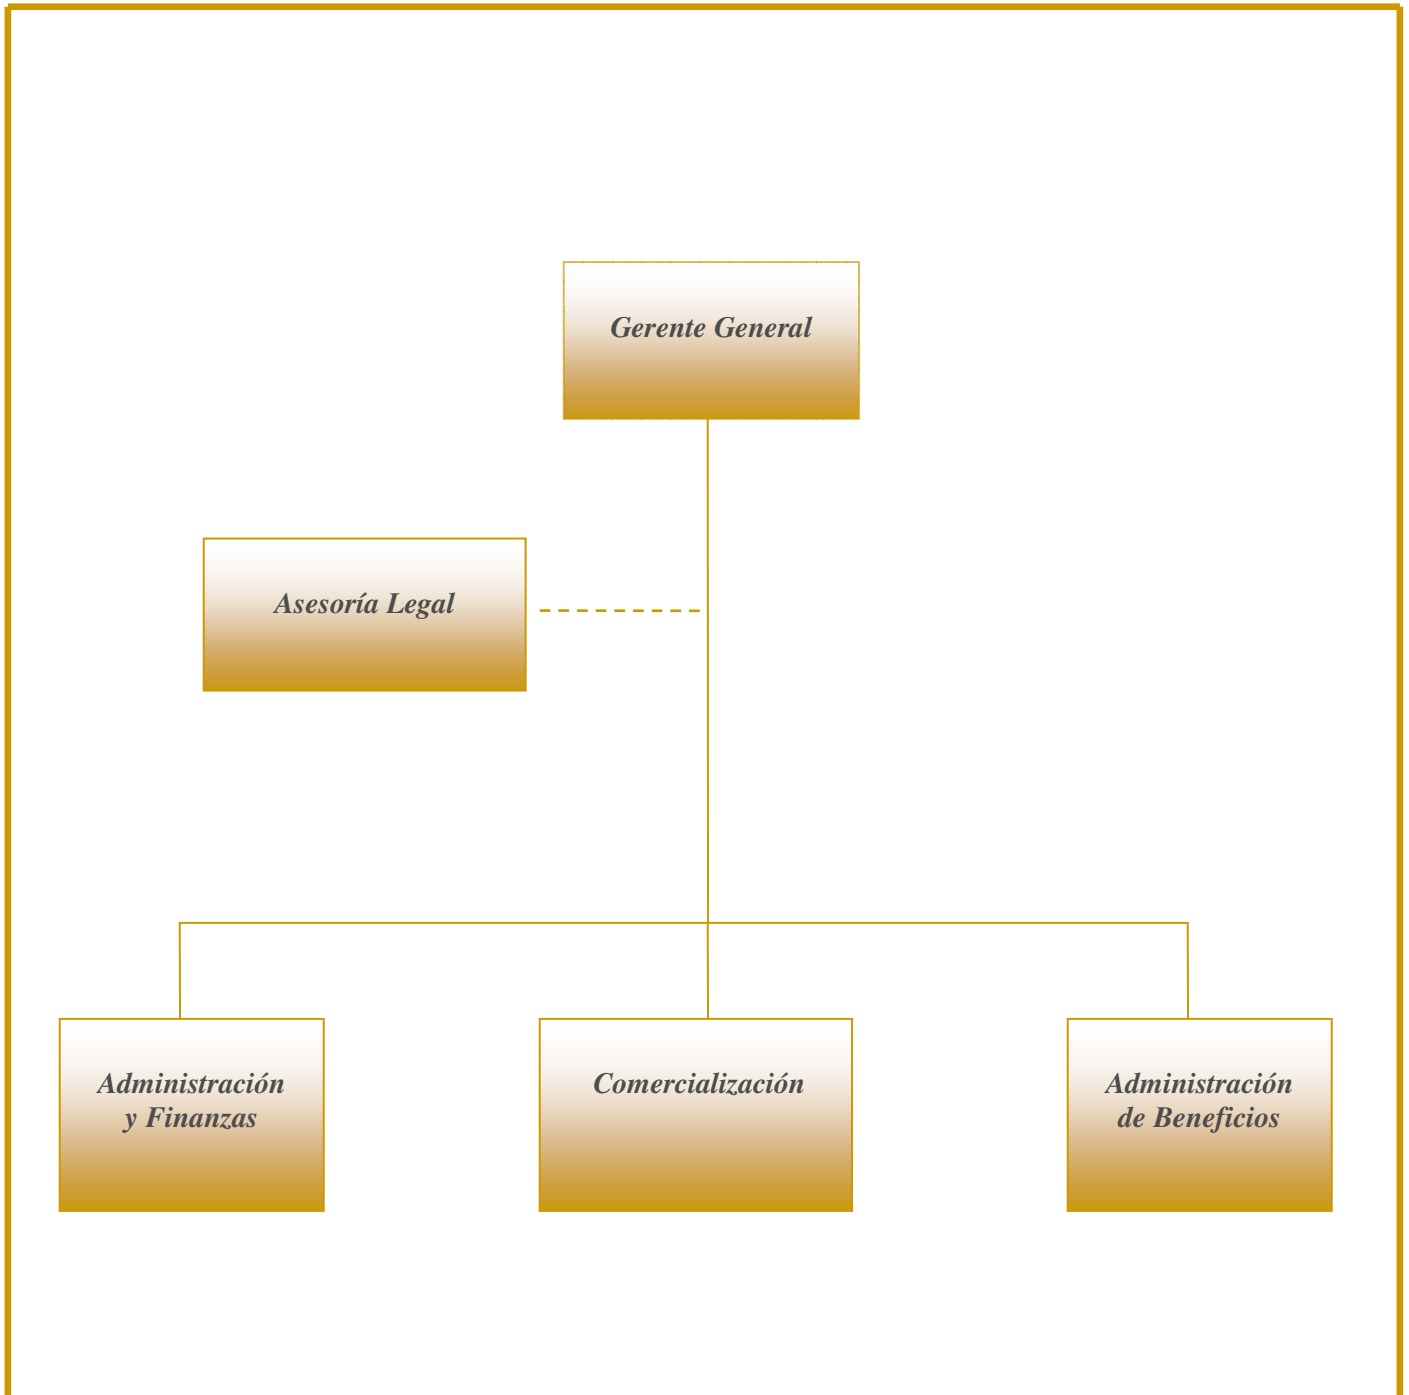 Gerente General
Asesoría Legal
Administración
y Finanzas
Comercialización
Administración
de Beneficios